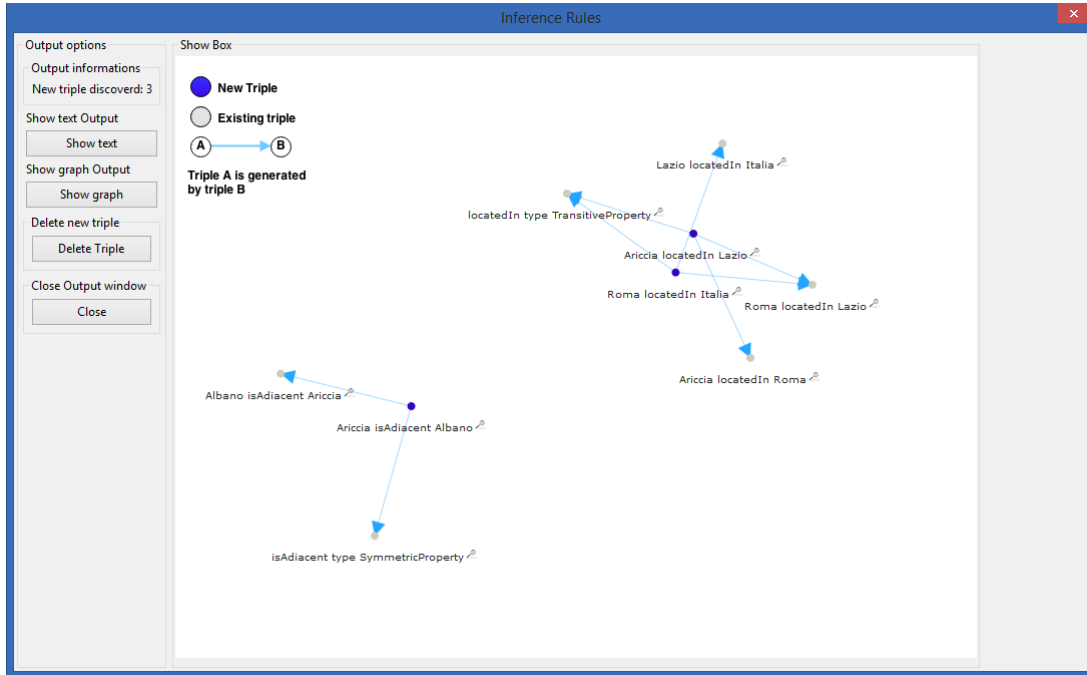 Inference Rules
Output options
Output informations
New triple discoverd: 3
Show text Output
Show text
Show graph Output
Show graph
Delete new triple
Delete Triple
Close Output window
Close
Show Box
New Triple
Existing triple
A B
Triple A is generated
by triple B
Lazio locatedIn Italia
locatedIn type TransitiveProperty
Ariccia locatedIn Lazio
Roma locatedIn Italia
Roma locatedIn Lazio
Ariccia locatedIn Roma
Albano isAdiacent Ariccia
Ariccia isAdiacent Albano
isAdiacent type SymmetricProperty